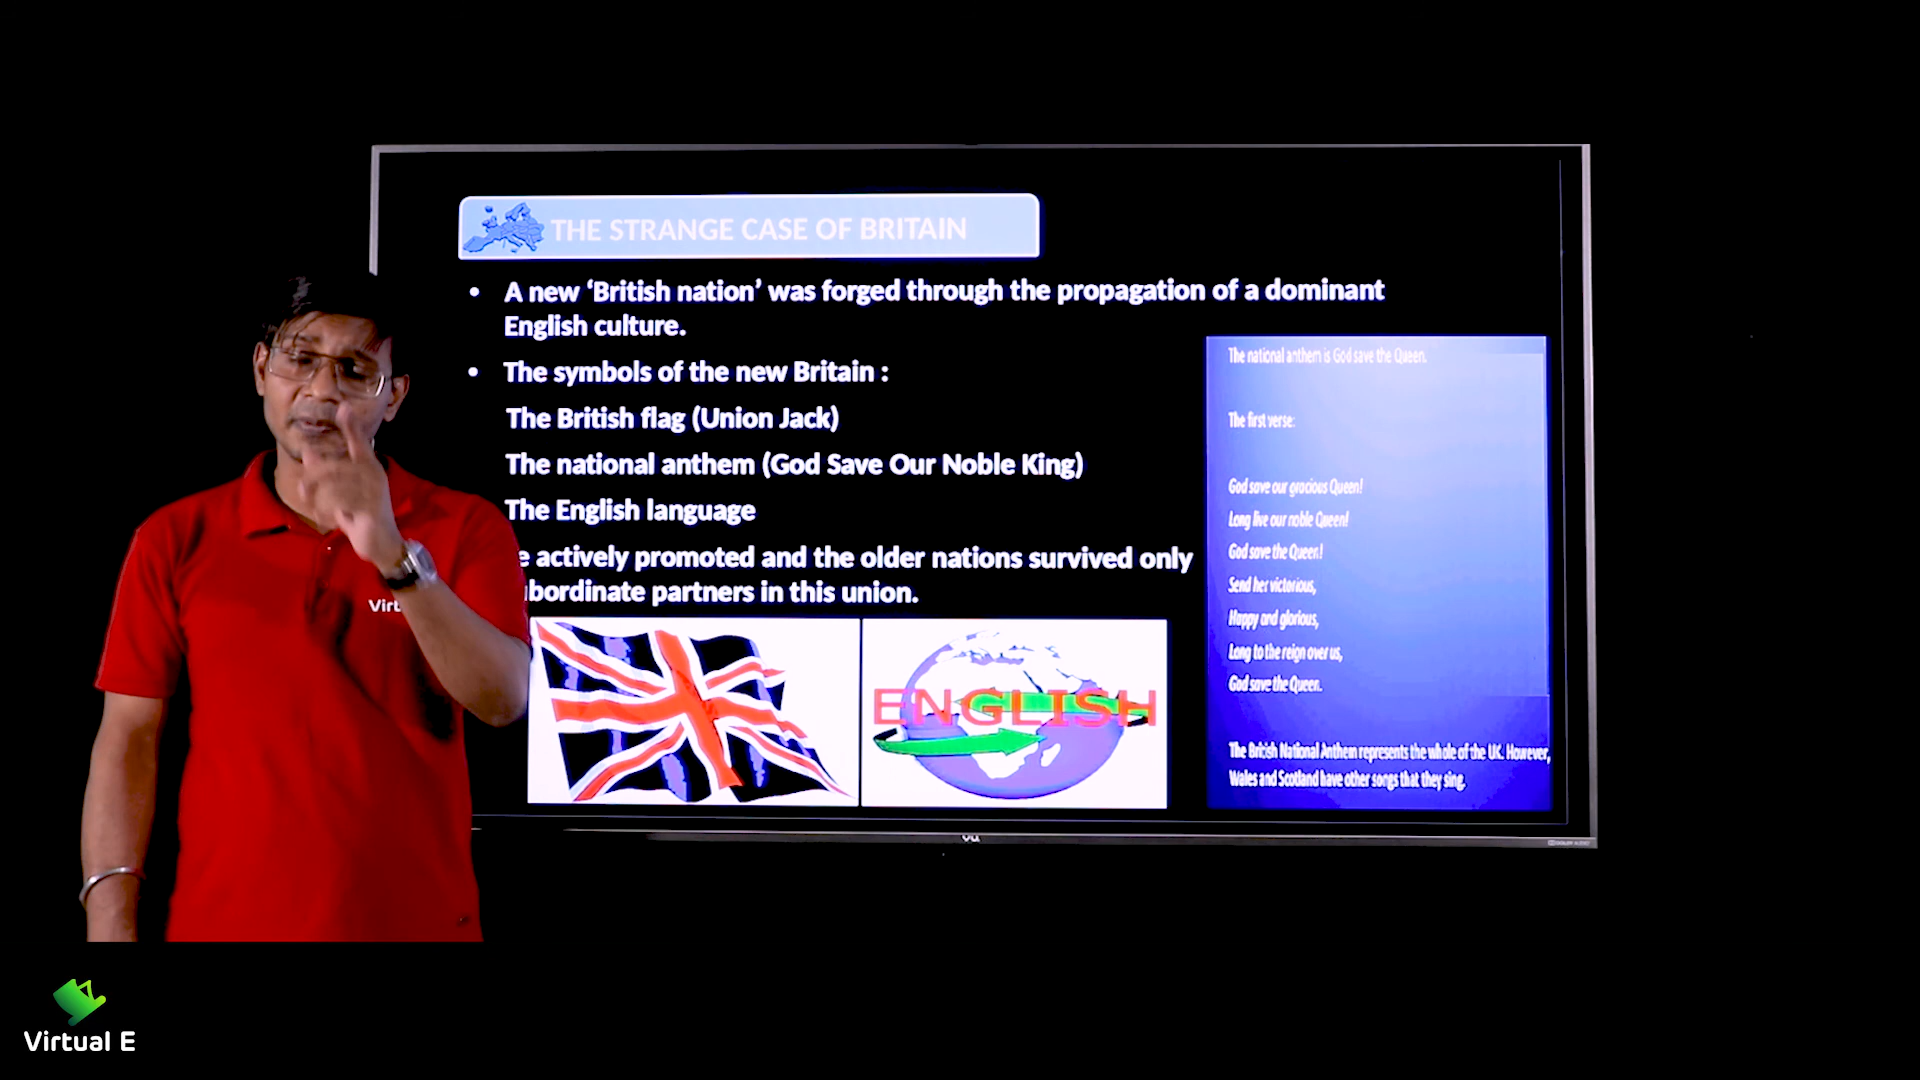 THE STRANGE CASE OF BRITAIN
• A new ‘British nation’ was forged through the propagation of a dominant
English culture.
• The symbols of the new Britain :
The British flag (Union Jack)
The national anthem (God Save Our Noble King)
The English language
actively promoted and the older nations survived only
partners in this union.
ENGLISH
The national anthem is God save the Queen.
The first verse:
God save our gracious Queen!
Long live our noble Queen!
God save the Queen!
Send her victorious,
Happy and glorious,
Long to the reign over us,
God save the Queen.
The British National Anthem represents the whole of the UK. However,
Wales and Scotland have other songs that they sing.
Virtual E